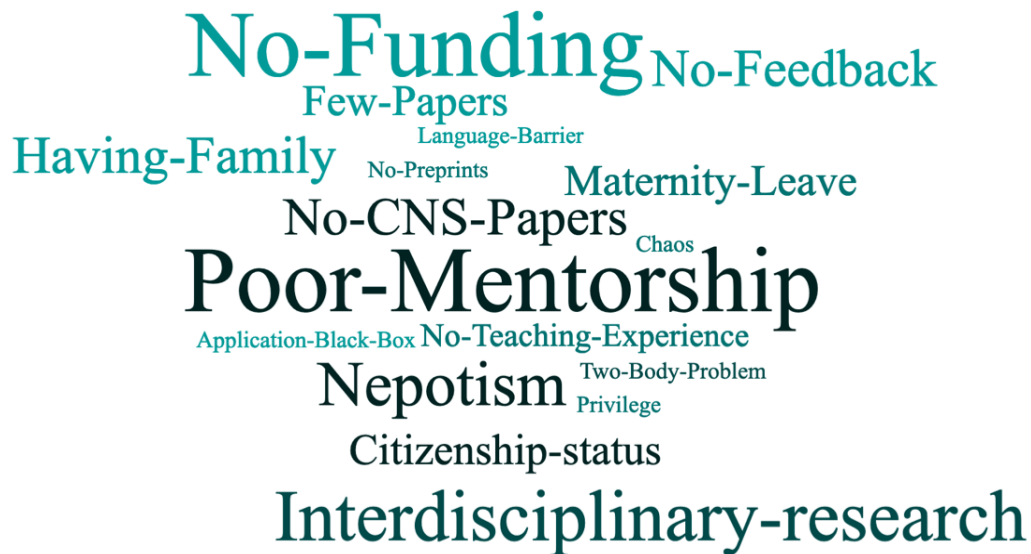 No-Funding
No-Feedback
Few-Papers
Language-Barrier
Having-Family
No-Preprints
Maternity-Leave
No-CNS-Papers
Chaos
Poor-Mentorship
Application-Black-Box
No-Teaching-Experience
Nepotism
Two-Body-Problem
Privilege
Citizenship-status
Interdisciplinary-research